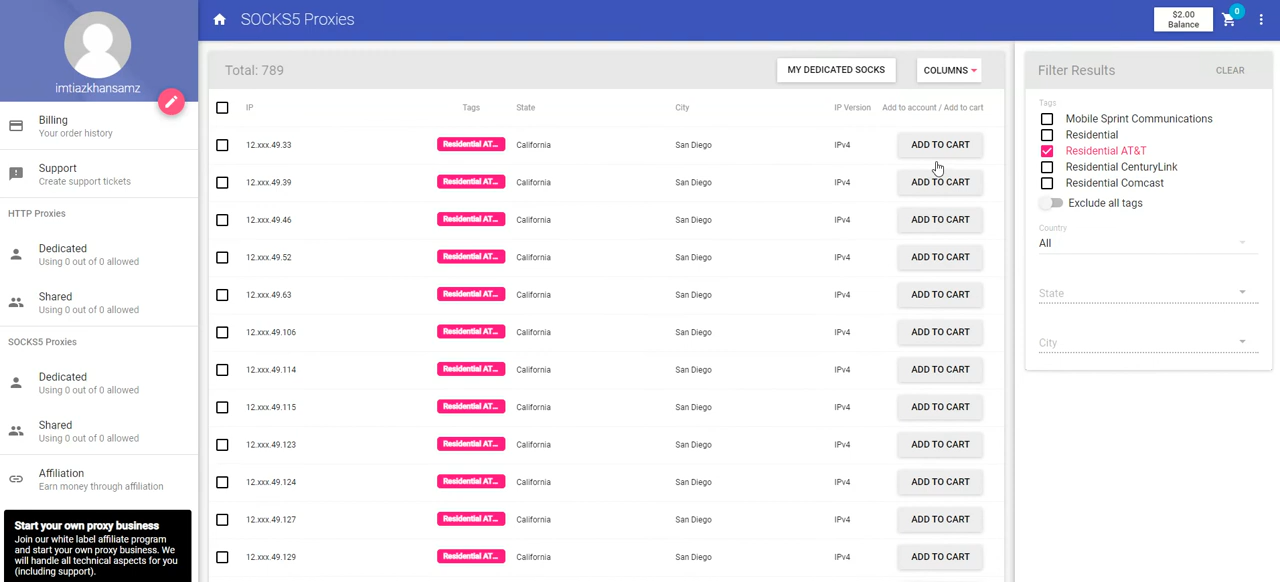 SOCKS5 Proxies
$2.00
Balance
0
imtiazkhansamz
Billing
Your order history
Support
Create support tickets
HTTP Proxies
Dedicated
Using 0 out of 0 allowed
Shared
Using 0 out of 0 allowed
SOCKS5 Proxies
Dedicated
Using 0 out of 0 allowed
Shared
Using 0 out of 0 allowed
Affiliation
Earn money through affiliation
Start your own proxy business
Join our white label affiliate program
and start your own proxy business. We
will handle all technical aspects for you
(including support).
Total: 789
MY DEDICATED SOCKS
COLUMNS
IP Tags State City IP Version Add to account / Add to cart
12.xxx.49.33 Residential AT... California San Diego IPv4 ADD TO CART
12.xxx.49.39 Residential AT... California San Diego IPv4 ADD TO CART
12.xxx.49.46 Residential AT... California San Diego IPv4 ADD TO CART
12.xxx.49.52 Residential AT... California San Diego IPv4 ADD TO CART
12.xxx.49.63 Residential AT... California San Diego IPv4 ADD TO CART
12.xxx.49.106 Residential AT... California San Diego IPv4 ADD TO CART
12.xxx.49.114 Residential AT... California San Diego IPv4 ADD TO CART
12.xxx.49.115 Residential AT... California San Diego IPv4 ADD TO CART
12.xxx.49.123 Residential AT... California San Diego IPv4 ADD TO CART
12.xxx.49.124 Residential AT... California San Diego IPv4 ADD TO CART
12.xxx.49.127 Residential AT... California San Diego IPv4 ADD TO CART
12.xxx.49.129 Residential AT... California San Diego IPv4 ADD TO CART
Filter Results CLEAR
Tags
Mobile Sprint Communications
Residential
Residential AT&T
Residential CenturyLink
Residential Comcast
Exclude all tags
Country
All
State
City